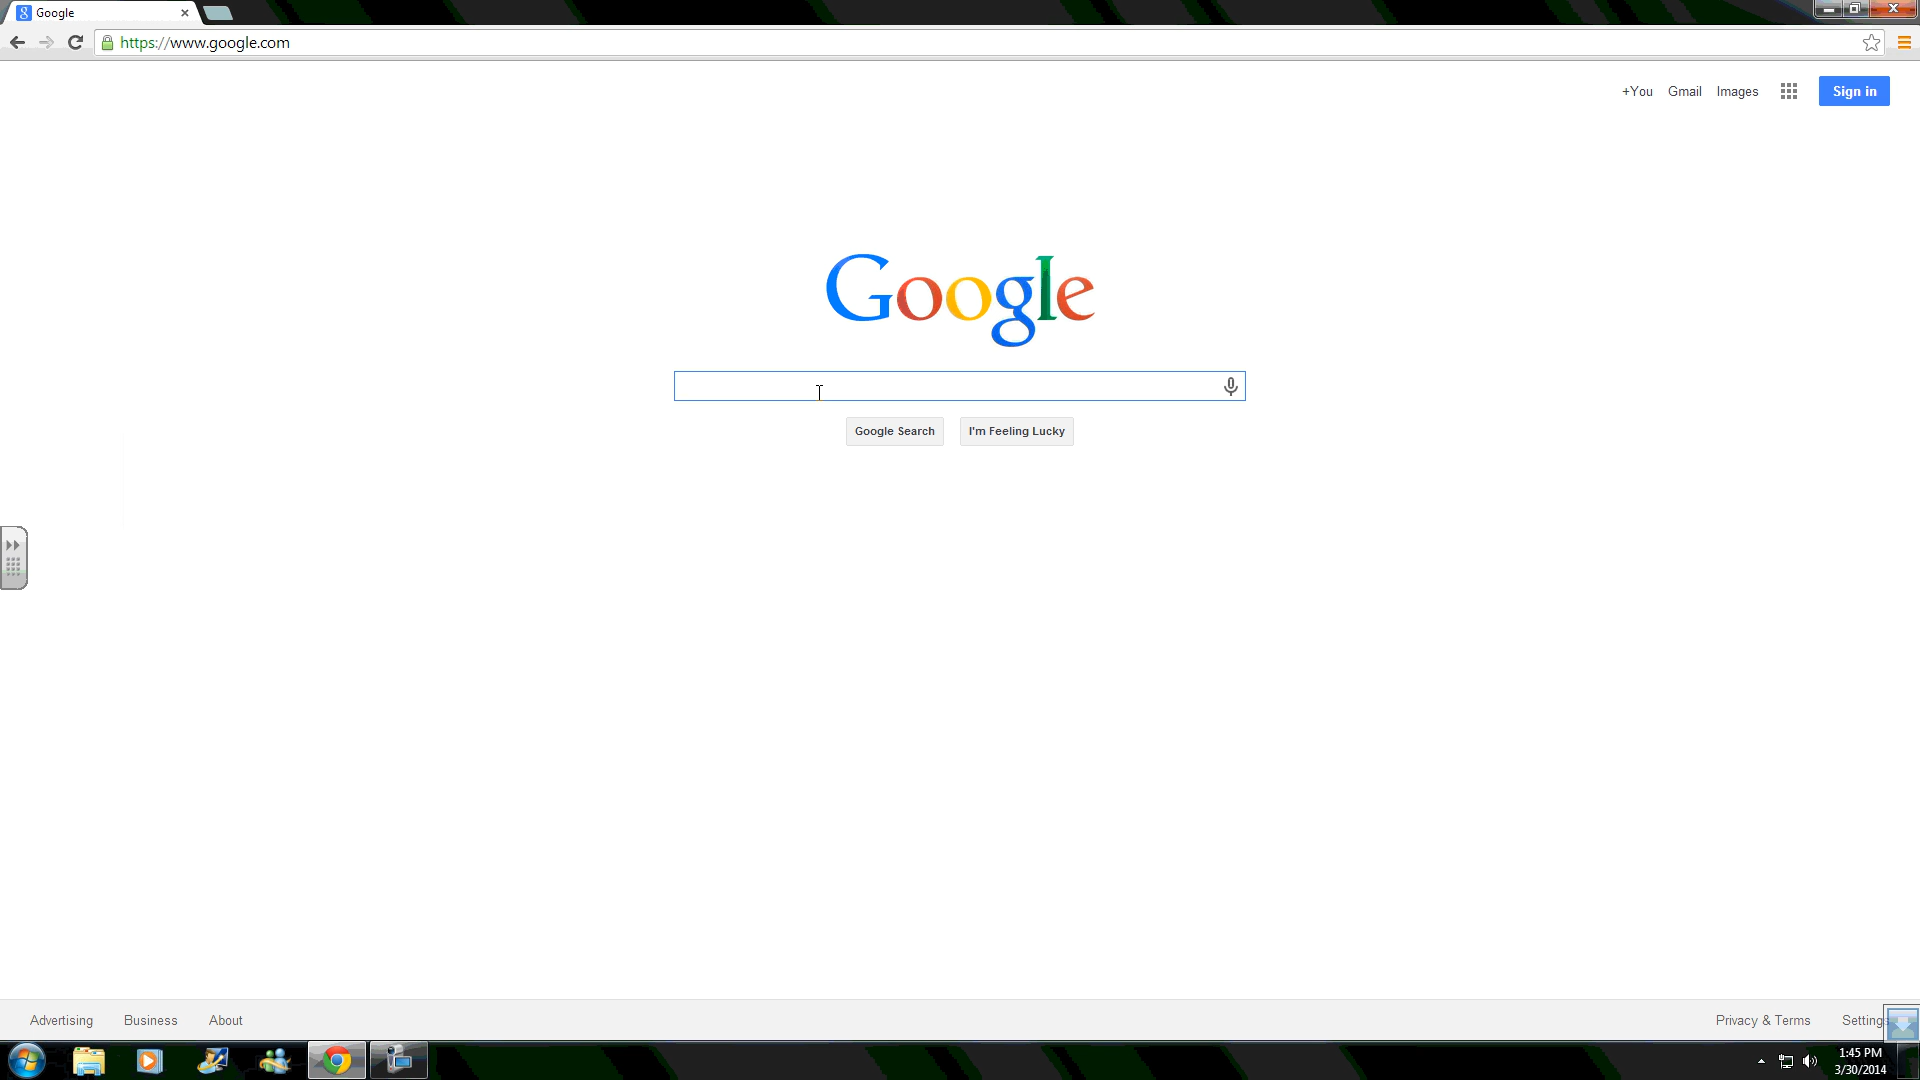 Google
https://www.google.com
+You Gmail Images Sign in
Google
Google Search I'm Feeling Lucky
Advertising Business About Privacy & Terms Settings
1:45 PM
3/30/2014